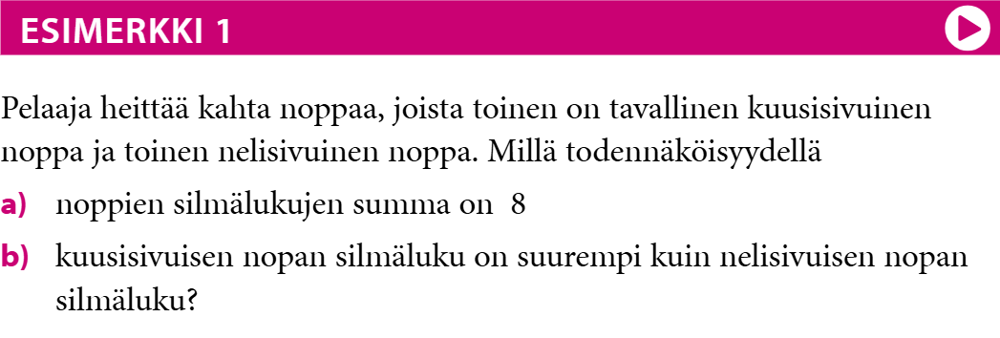 ESIMERKKI 1
Pelaaja heittää kahta noppaa, joista toinen on tavallinen kuusisivuinen
noppa ja toinen nelisivuinen noppa. Millä todennäköisyydellä
a) noppien silmälukujen summa on 8
b) kuusisivuisen nopan silmäluku on suurempi kuin nelisivuisen nopan
silmäluku?